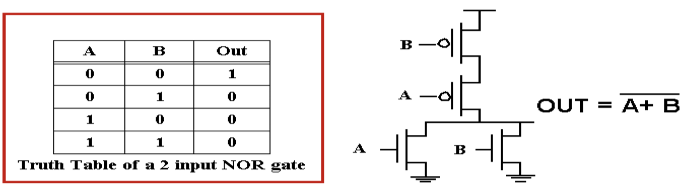 A B Out
0 0 1
0 1 0
1 0 0
1 1 0
Truth Table of a 2 input NOR gate
B
A
A
B
OUT = A+ B